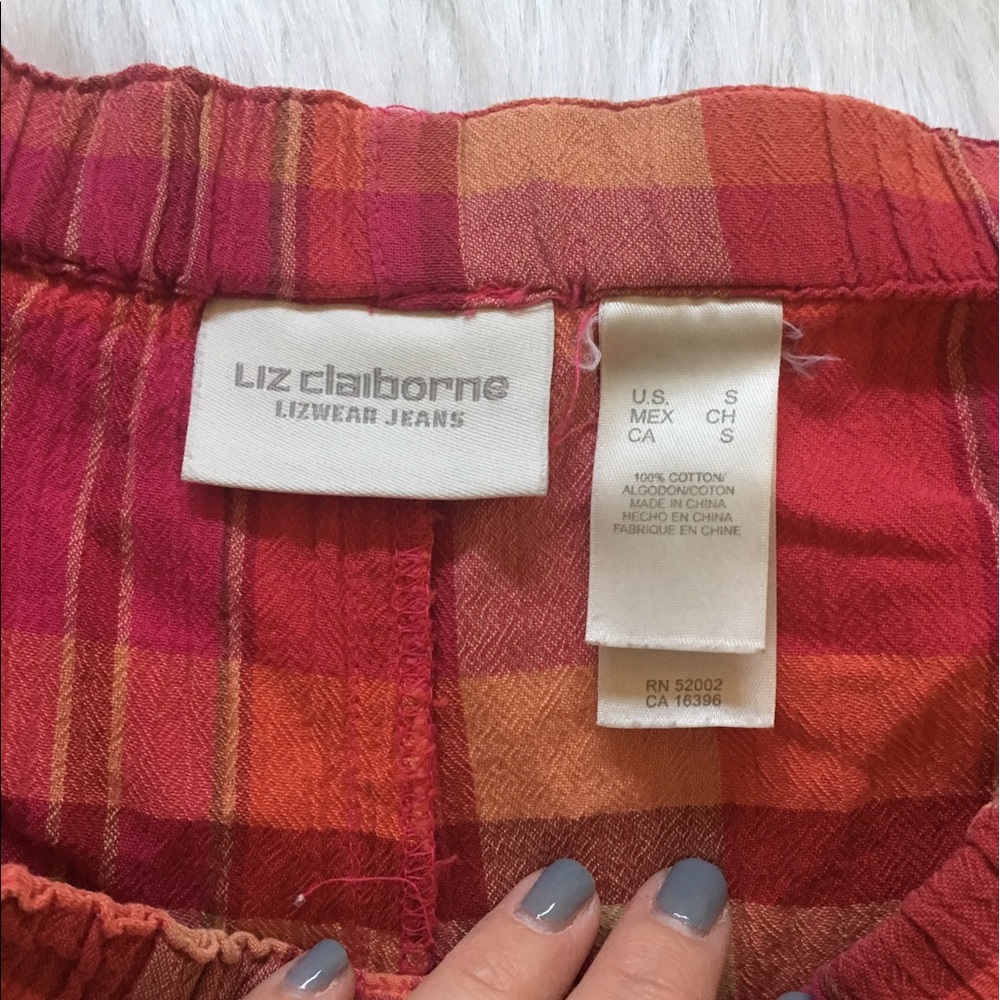 Liz claiborne
LIZWEAR JEANS
U.S. S
MEX CH
CA S
100% COTTON/
ALGODON/COTON
MADE IN CHINA
HECHO EN CHINA
FABRIQUE EN CHINE
RN 52002
CA 16396